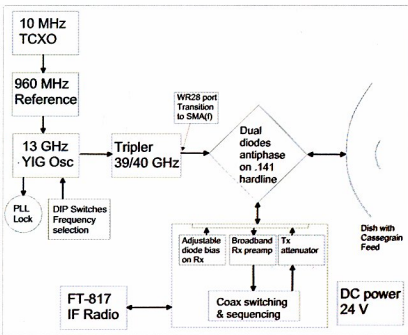 10 MHz
TCXO
960 MHz
Reference
13 GHz
YIG Osc
PLL
Lock
DIP Switches
Frequency
selection
Tripler
39/40 GHz
WR28 port
Transition
to SMA(f)
Dual
diodes
antiphase
on .141
hardline
Dish with
Cassegrain
Feed
Adjustable
diode bias
on Rx
Broadband
Rx preamp
Tx
attenuator
Coax switching
& sequencing
FT-817
IF Radio
DC power
24 V